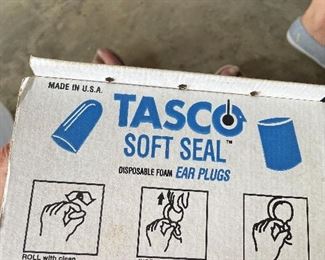 MADE IN U.S.A.
TASCO
SOFT SEAL™
DISPOSABLE FOAM EAR PLUGS
ROLL with clean